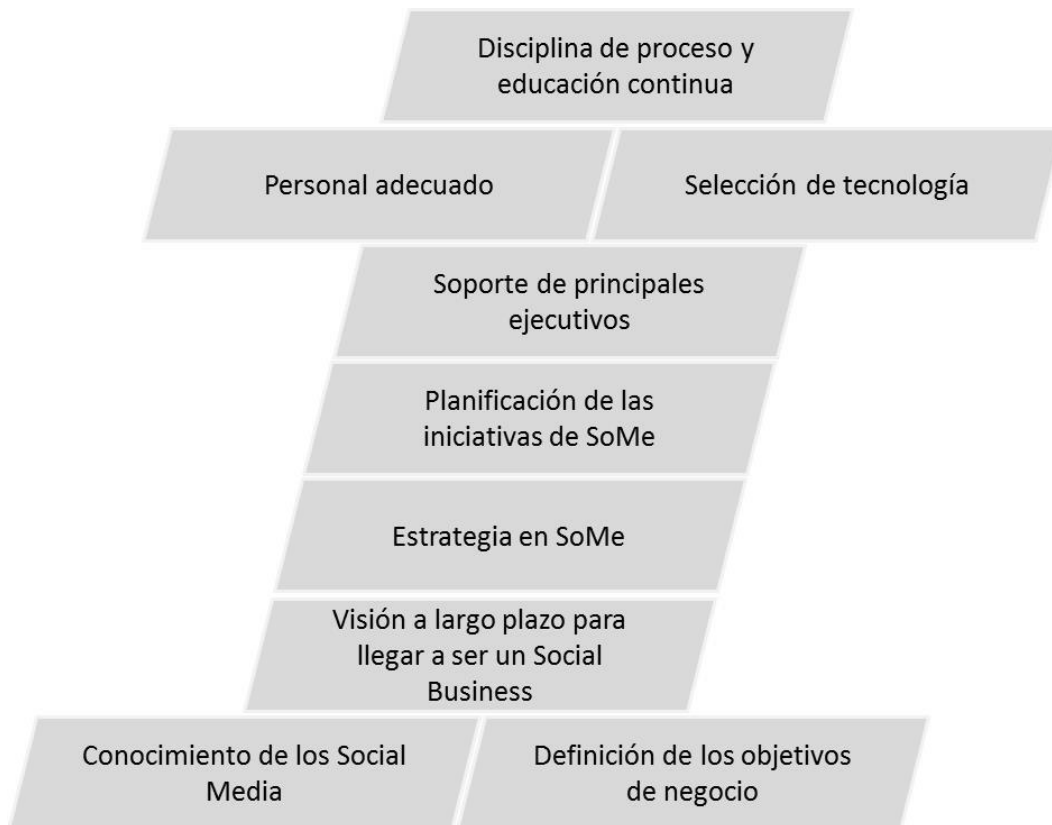 Disciplina de proceso y
educación continua
Personal adecuado
Selección de tecnología
Soporte de principales
ejecutivos
Planificación de las
iniciativas de SoMe
Estrategia en SoMe
Visión a largo plazo para
llegar a ser un Social
Business
Conocimiento de los Social
Media
Definición de los objetivos
de negocio